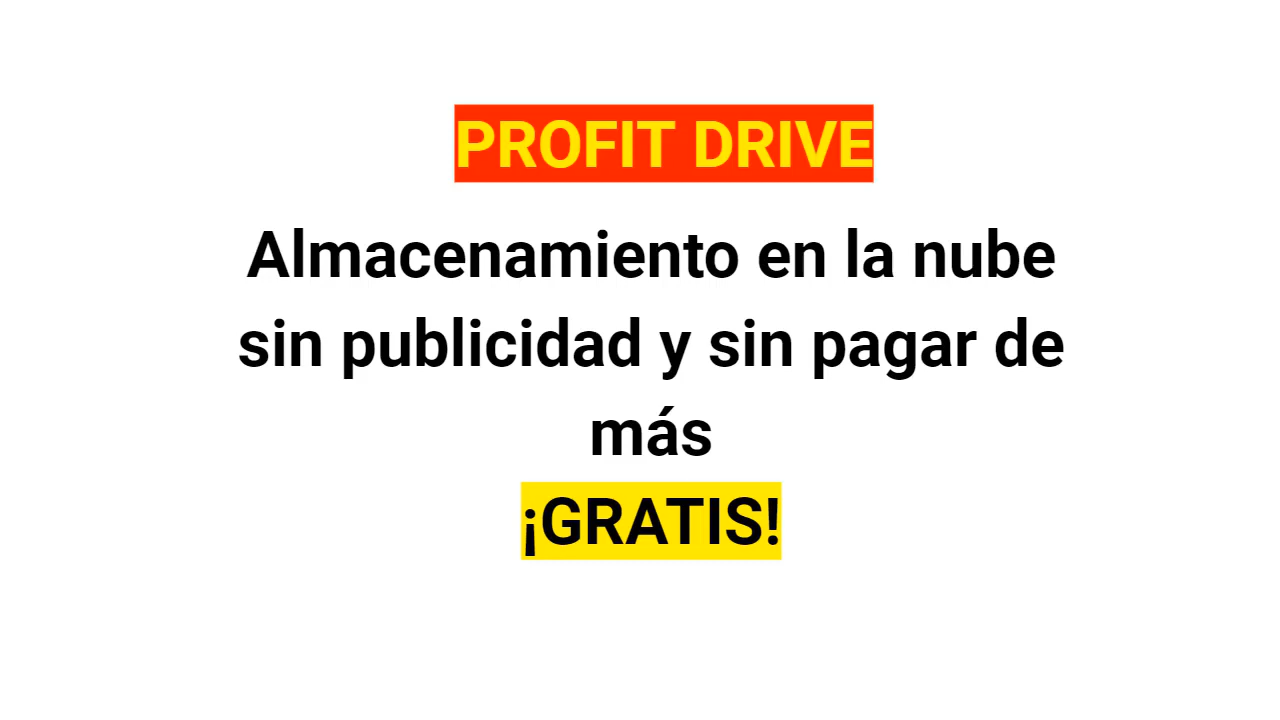 PROFIT DRIVE
Almacenamiento en la nube
sin publicidad y sin pagar de
más
¡GRATIS!